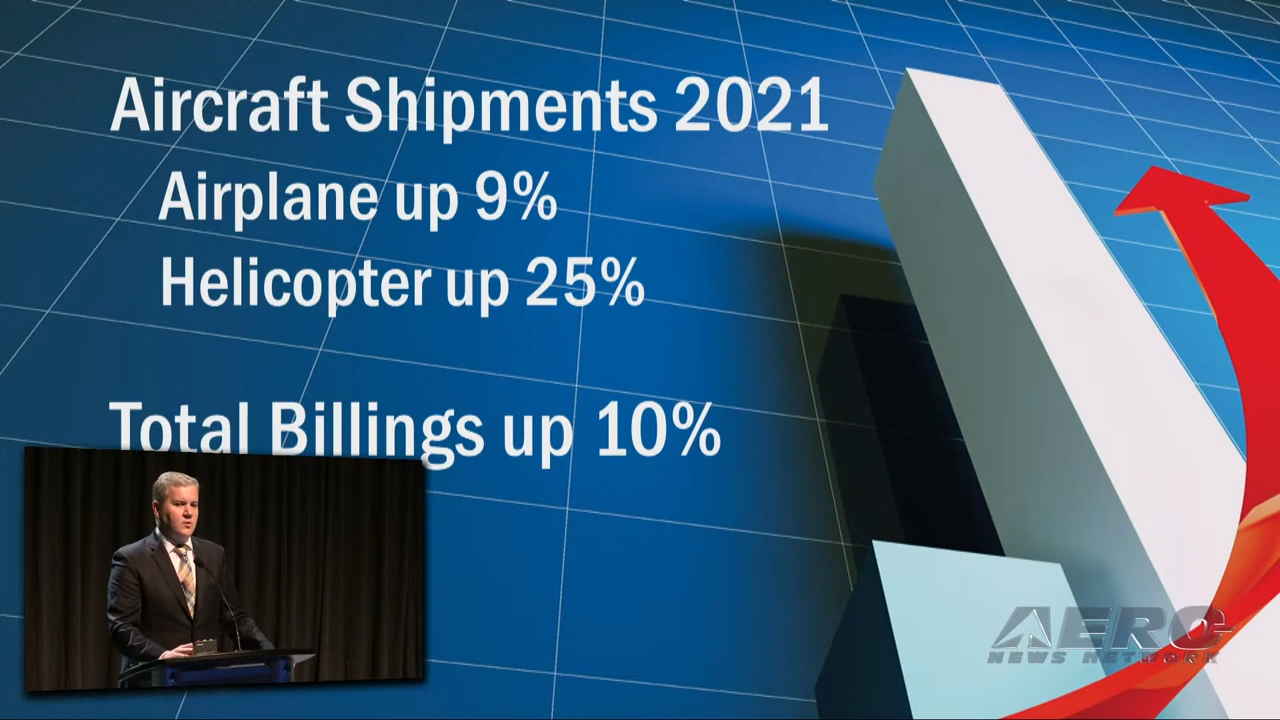 Aircraft Shipments 2021
Airplane up 9%
Helicopter up 25%
Total Billings up 10%
AERO
NEWS NETWORK